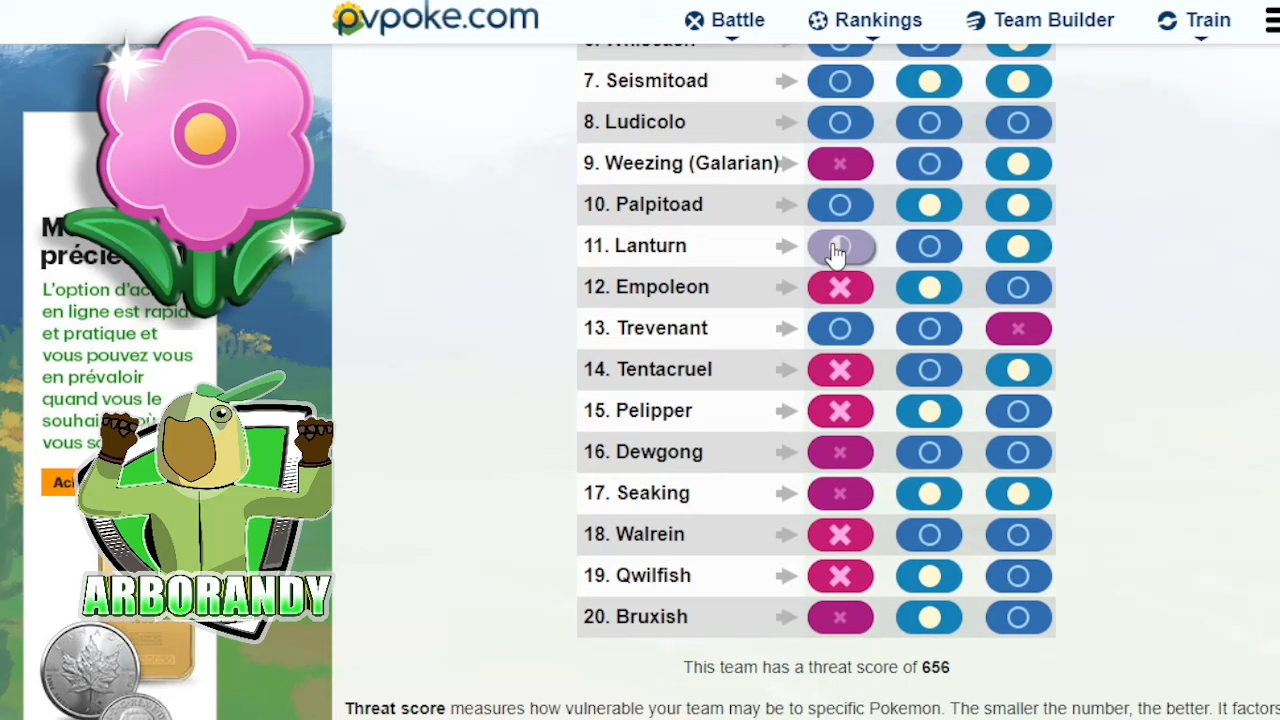 pvpoke.com
Battle
Rankings
Team Builder
Train
7. Seismitoad
8. Ludicolo
9. Weezing (Galarian)
10. Palpitoad
11. Lanturn
12. Empoleon
13. Trevenant
14. Tentacruel
15. Pelipper
16. Dewgong
17. Seaking
18. Walrein
19. Qwilfish
20. Bruxish
This team has a threat score of 656
Threat score measures how vulnerable your team may be to specific Pokemon. The smaller the number, the better. It factors
L'option d'ac
en ligne est rapid
et pratique et
vous pouvez vous
en prévaloir
quand vous le
souhai
vous s
ARBORANDY